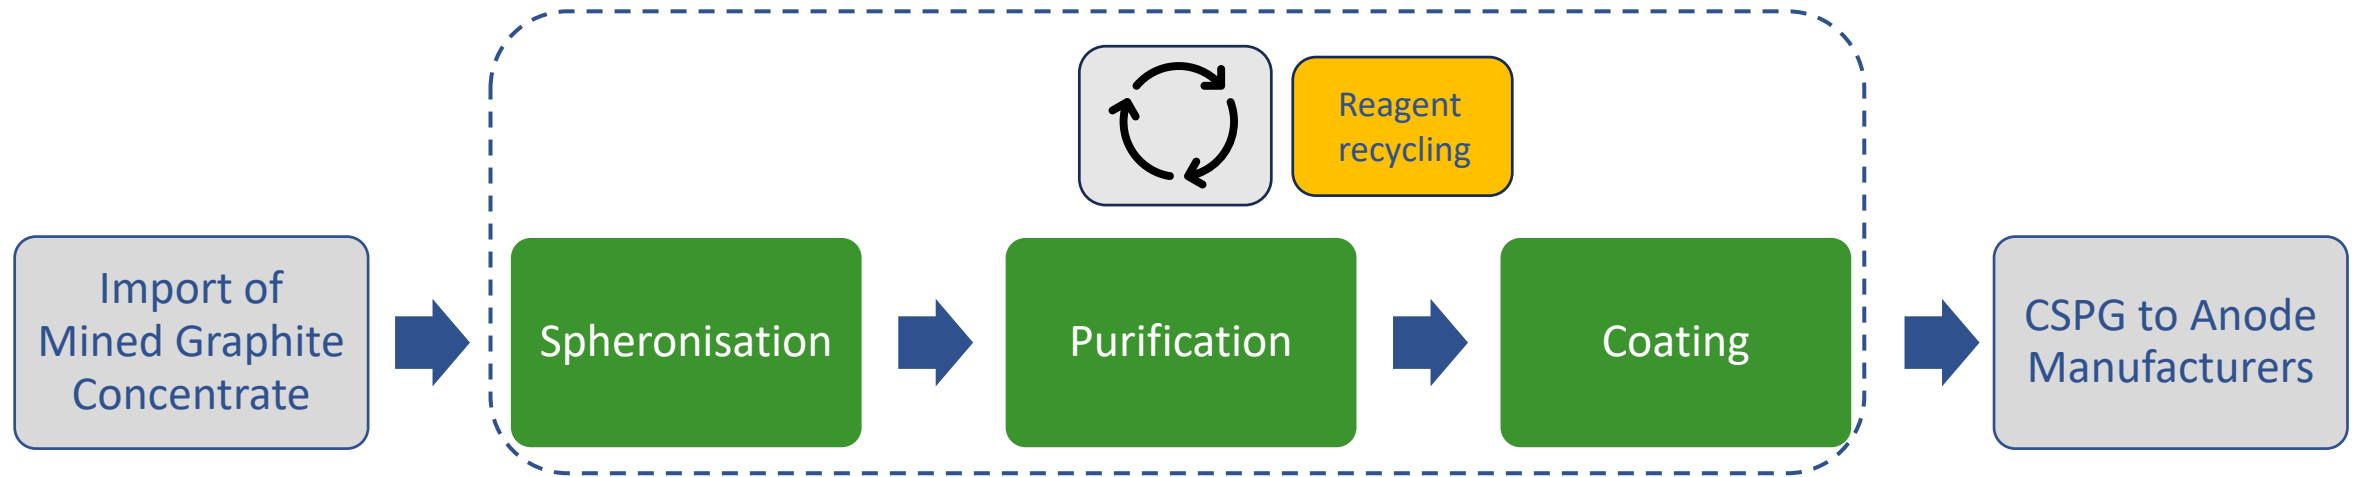 Reagent
recycling
Import of
Mined Graphite
Concentrate
Spheronisation
Purification
Coating
CSPG to Anode
Manufacturers